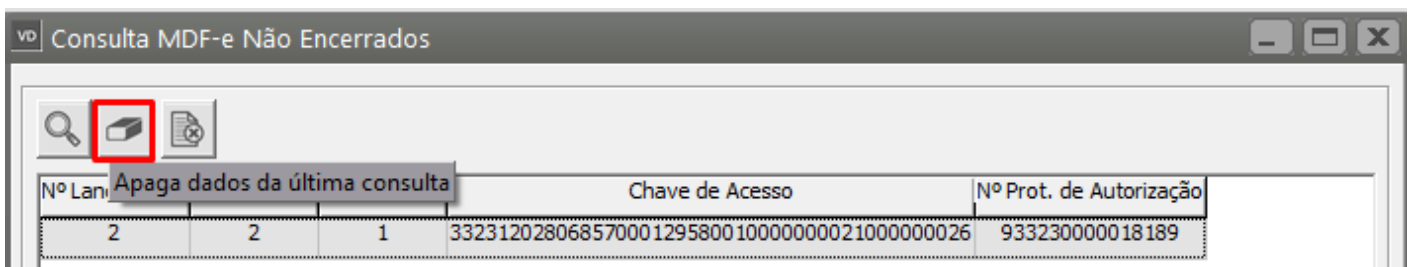 VD Consulta MDF-e Não Encerrados
Apaga dados da última consulta
Nº Lan Chave de Acesso Nº Prot. de Autorização
2 2 1 33231202806857000129580010000000021000000026 933230000018189